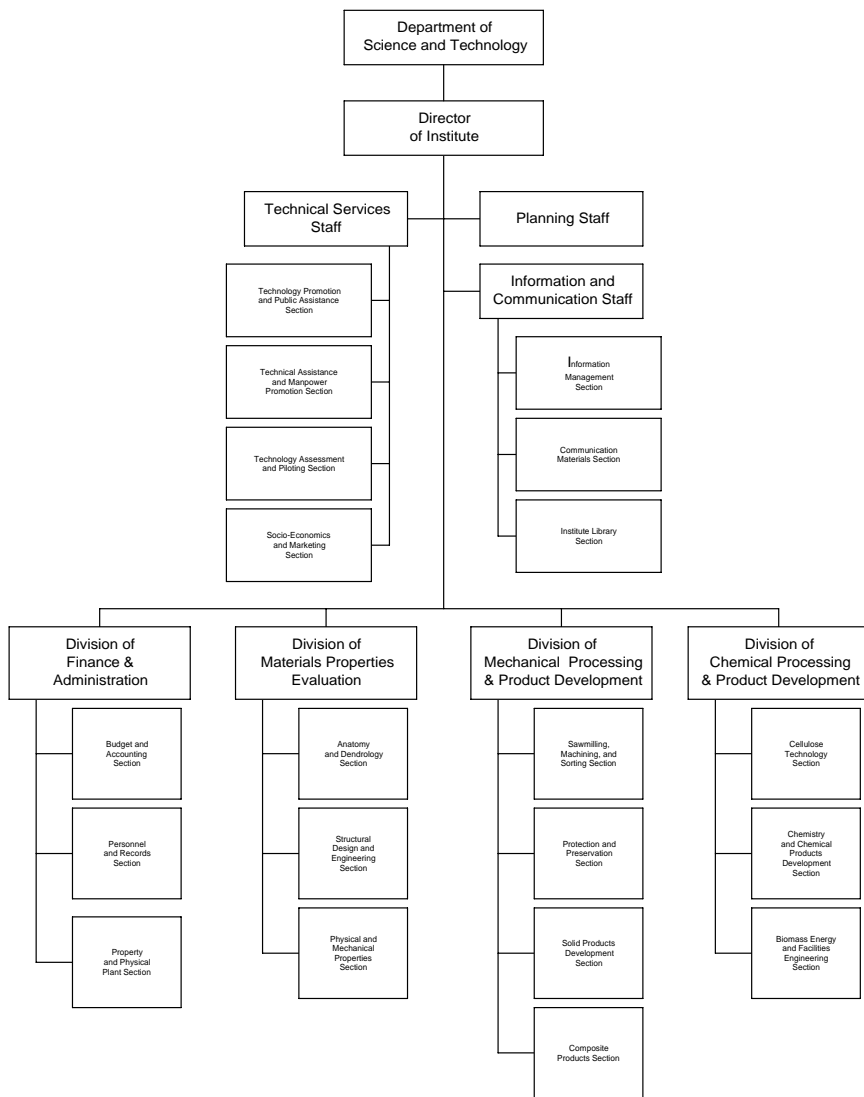 Department of
Science and Technology
Director
of Institute
Technical Services
Staff
Planning Staff
Technology Promotion
and Public Assistance
Section
Technical Assistance
and Manpower
Promotion Section
Technology Assessment
and Piloting Section
Socio-Economics
and Marketing
Section
Information and
Communication Staff
Information
Management
Section
Communication
Materials Section
Institute Library
Section
Division of
Finance &
Administration
Budget and
Accounting
Section
Personnel
and Records
Section
Property
and Physical
Plant Section
Division of
Materials Properties
Evaluation
Anatomy
and Dendrology
Section
Structural
Design and
Engineering
Section
Physical and
Mechanical
Properties
Section
Division of
Mechanical Processing
& Product Development
Sawmilling,
Machining, and
Sorting Section
Protection and
Preservation
Section
Solid Products
Development
Section
Composite
Products Section
Division of
Chemical Processing
& Product Development
Cellulose
Technology
Section
Chemistry
and Chemical
Products
Development
Section
Biomass Energy
and Facilities
Engineering
Section